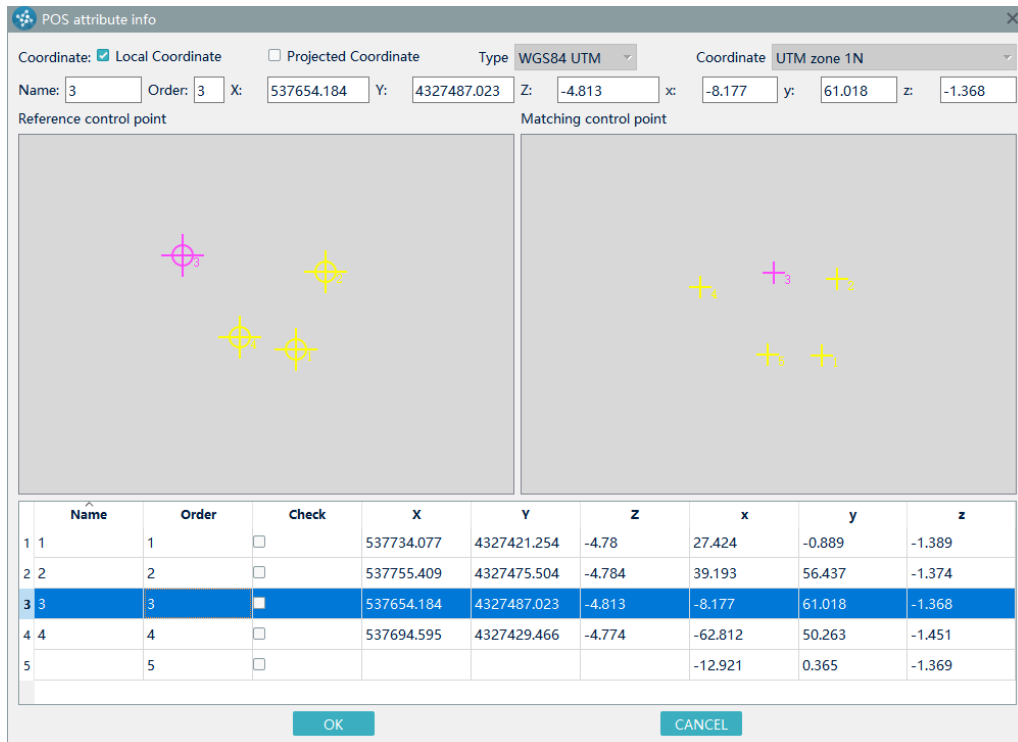 POS attribute info
Coordinate: Local Coordinate Projected Coordinate Type WGS84 UTM Coordinate UTM zone 1N
Name: 3 Order: 3 X: 537654.184 Y: 4327487.023 Z: -4.813 x: -8.177 y: 61.018 z: -1.368
Reference control point Matching control point
3
3
Name Order Check X Y Z x y z
1 1 1 537734.077 4327421.254 -4.78 27.424 -0.889 -1.389
2 2 2 537755.409 4327475.504 -4.784 39.193 56.437 -1.374
3 3 3 537654.184 4327487.023 -4.813 -8.177 61.018 -1.368
4 4 4 537694.595 4327429.466 -4.774 -62.812 50.263 -1.451
5 5 -12.921 0.365 -1.369
OK CANCEL